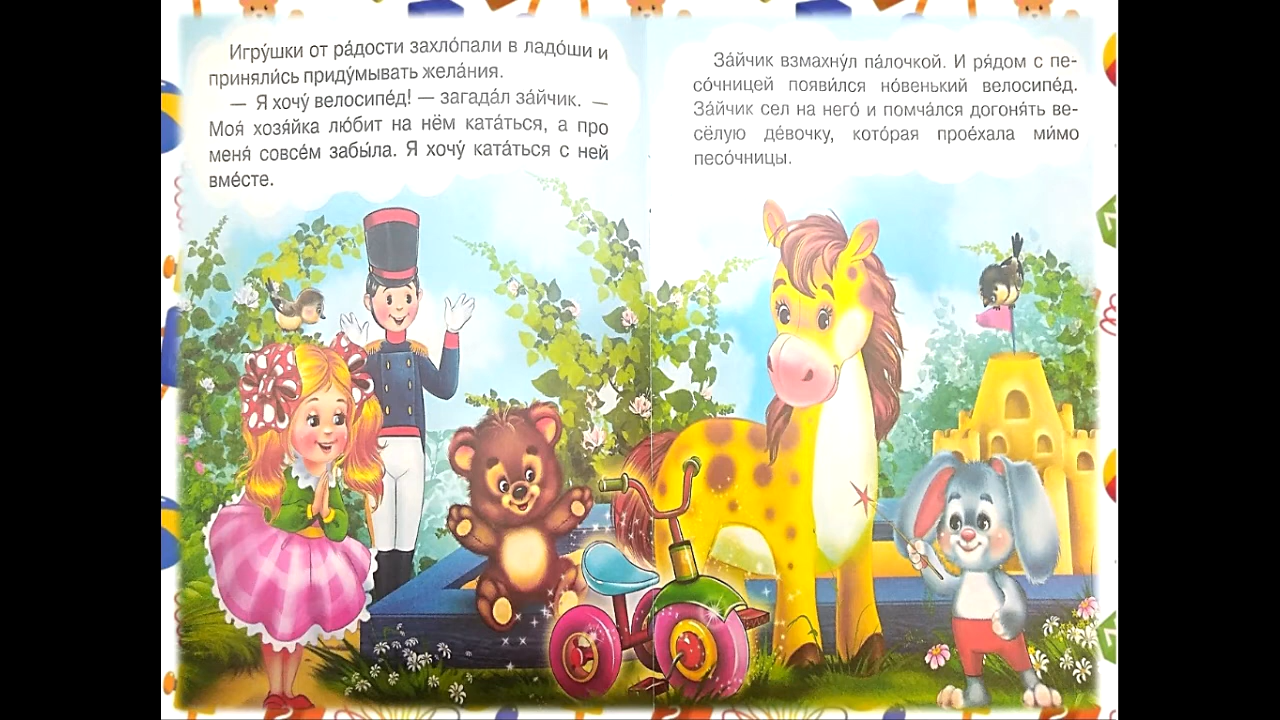 Игру́шки от ра́дости захло́пали в ладо́ши и
приняли́сь приду́мывать жела́ния.
— Я хочу́ велосипе́д! — загада́л за́йчик. —
Моя́ хозя́йка лю́бит на нём ката́ться, а про
меня́ совсе́м забы́ла. Я хочу́ ката́ться с ней
вме́сте.
За́йчик взмахну́л па́лочкой. И ря́дом с пе-
со́чницей появи́лся но́венький велосипе́д.
За́йчик сел на него́ и помча́лся догоня́ть ве-
сёлую де́вочку, кото́рая прое́хала ми́мо
песо́чницы.